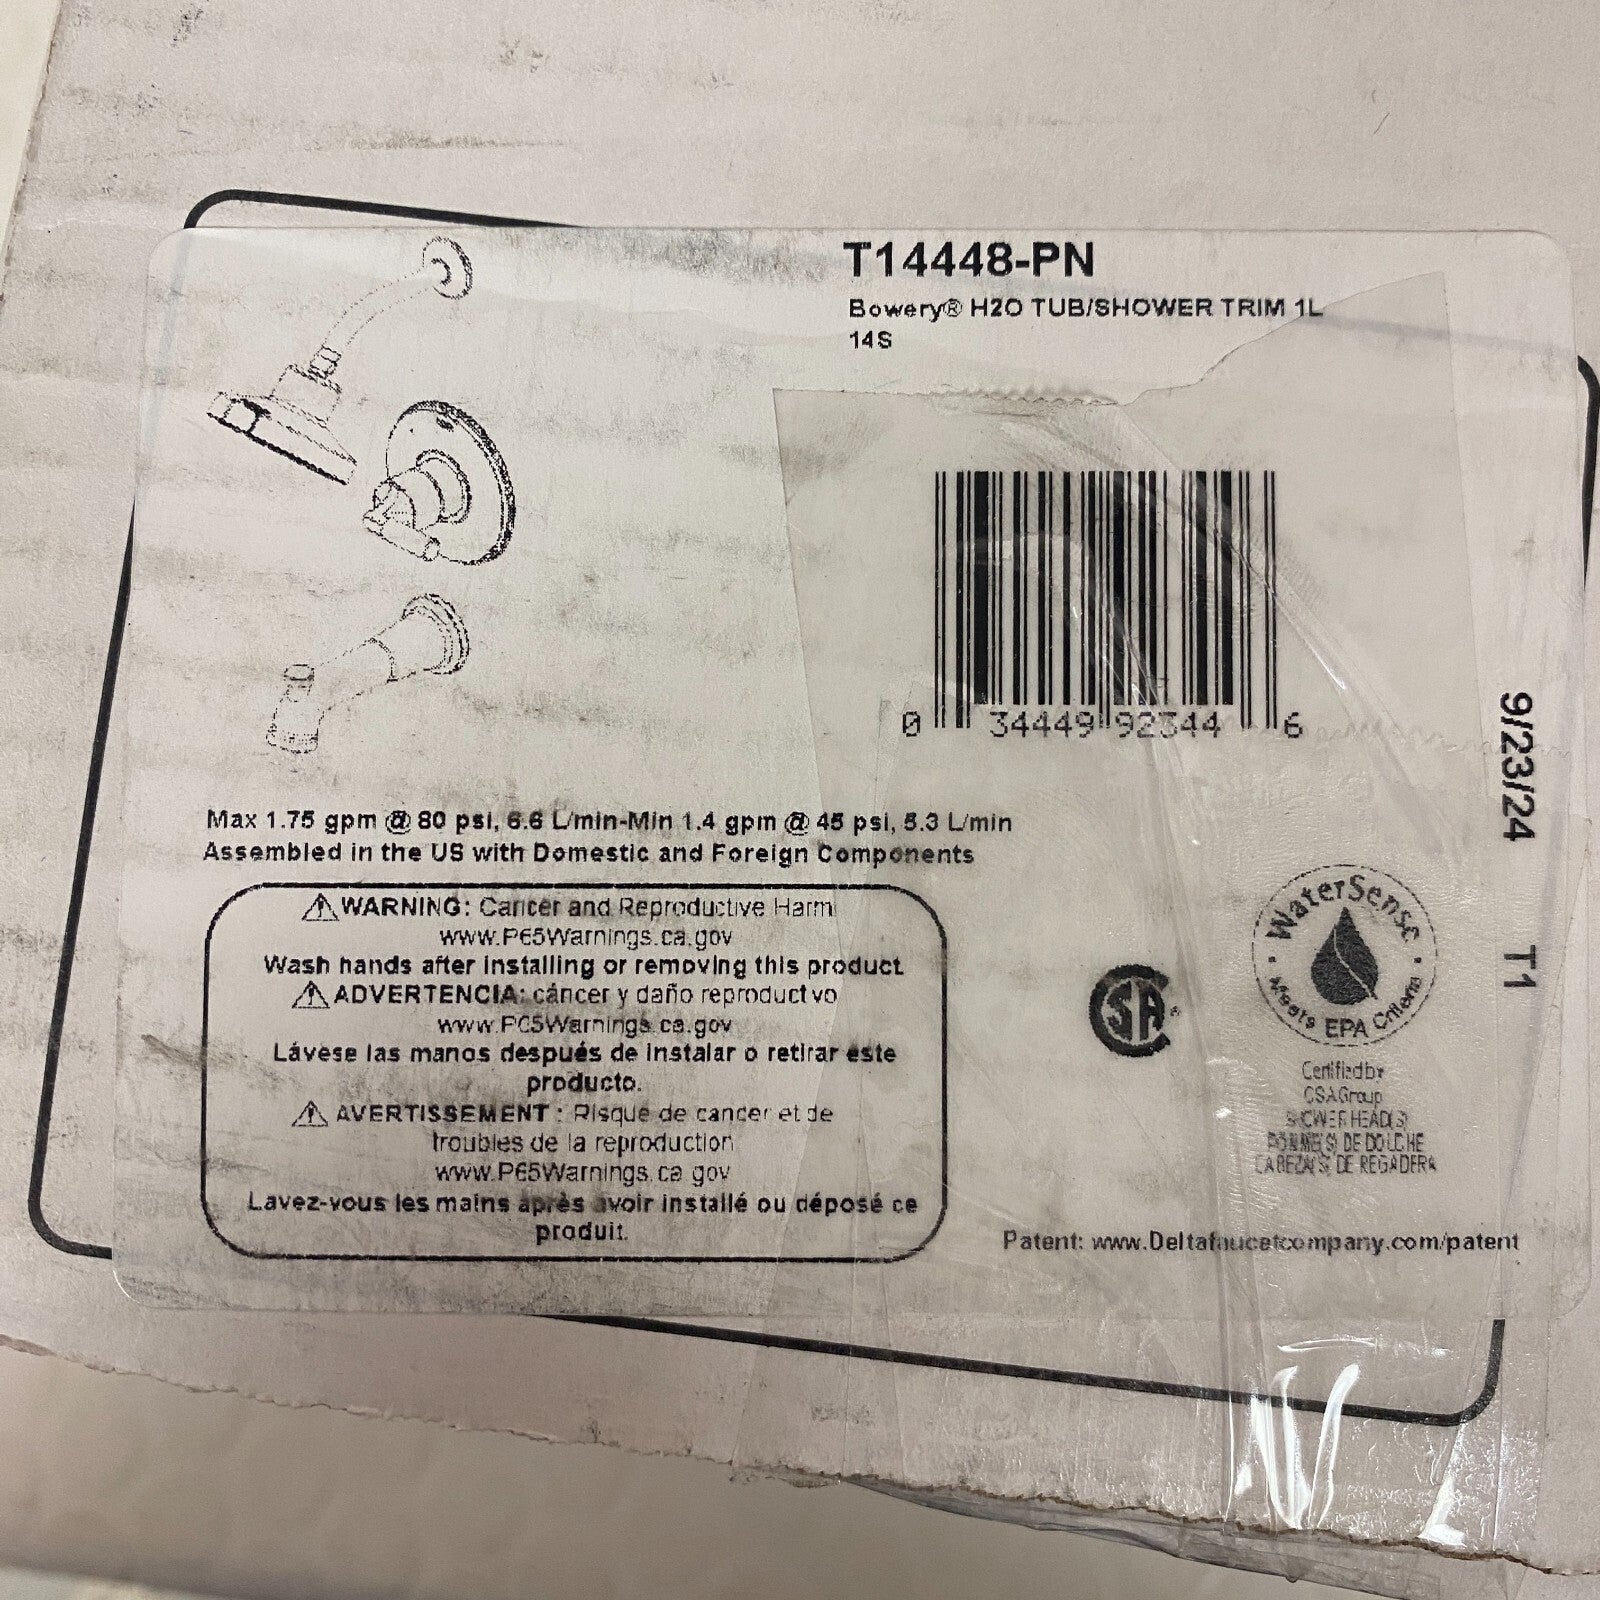 T14448-PN
Bowery® H2O TUB/SHOWER TRIM 1L
14S
0 34449 92344 6
9/23/24 T1
Max 1.75 gpm @ 80 psi, 6.6 L/min-Min 1.4 gpm @ 45 psi, 5.3 L/min
Assembled in the US with Domestic and Foreign Components
⚠WARNING: Cancer and Reproductive Harm
www.P65Warnings.ca.gov
Wash hands after installing or removing this product.
⚠ADVERTENCIA: cáncer y daño reproductivo
www.P65Warnings.ca.gov
Lávese las manos después de instalar o retirar este
producto.
⚠ AVERTISSEMENT : Risque de cancer et de
troubles de la reproduction
www.P65Warnings.ca.gov
Lavez-vous les mains après avoir installé ou déposé ce
produit.
CSA®
WaterSense
Meets EPA Criteria
Certified by
CSA Group
SHOWER HEAD(S)
POMME(S) DE DOUCHE
CABEZA(S) DE REGADERA
Patent: www.Deltafaucetcompany.com/patent